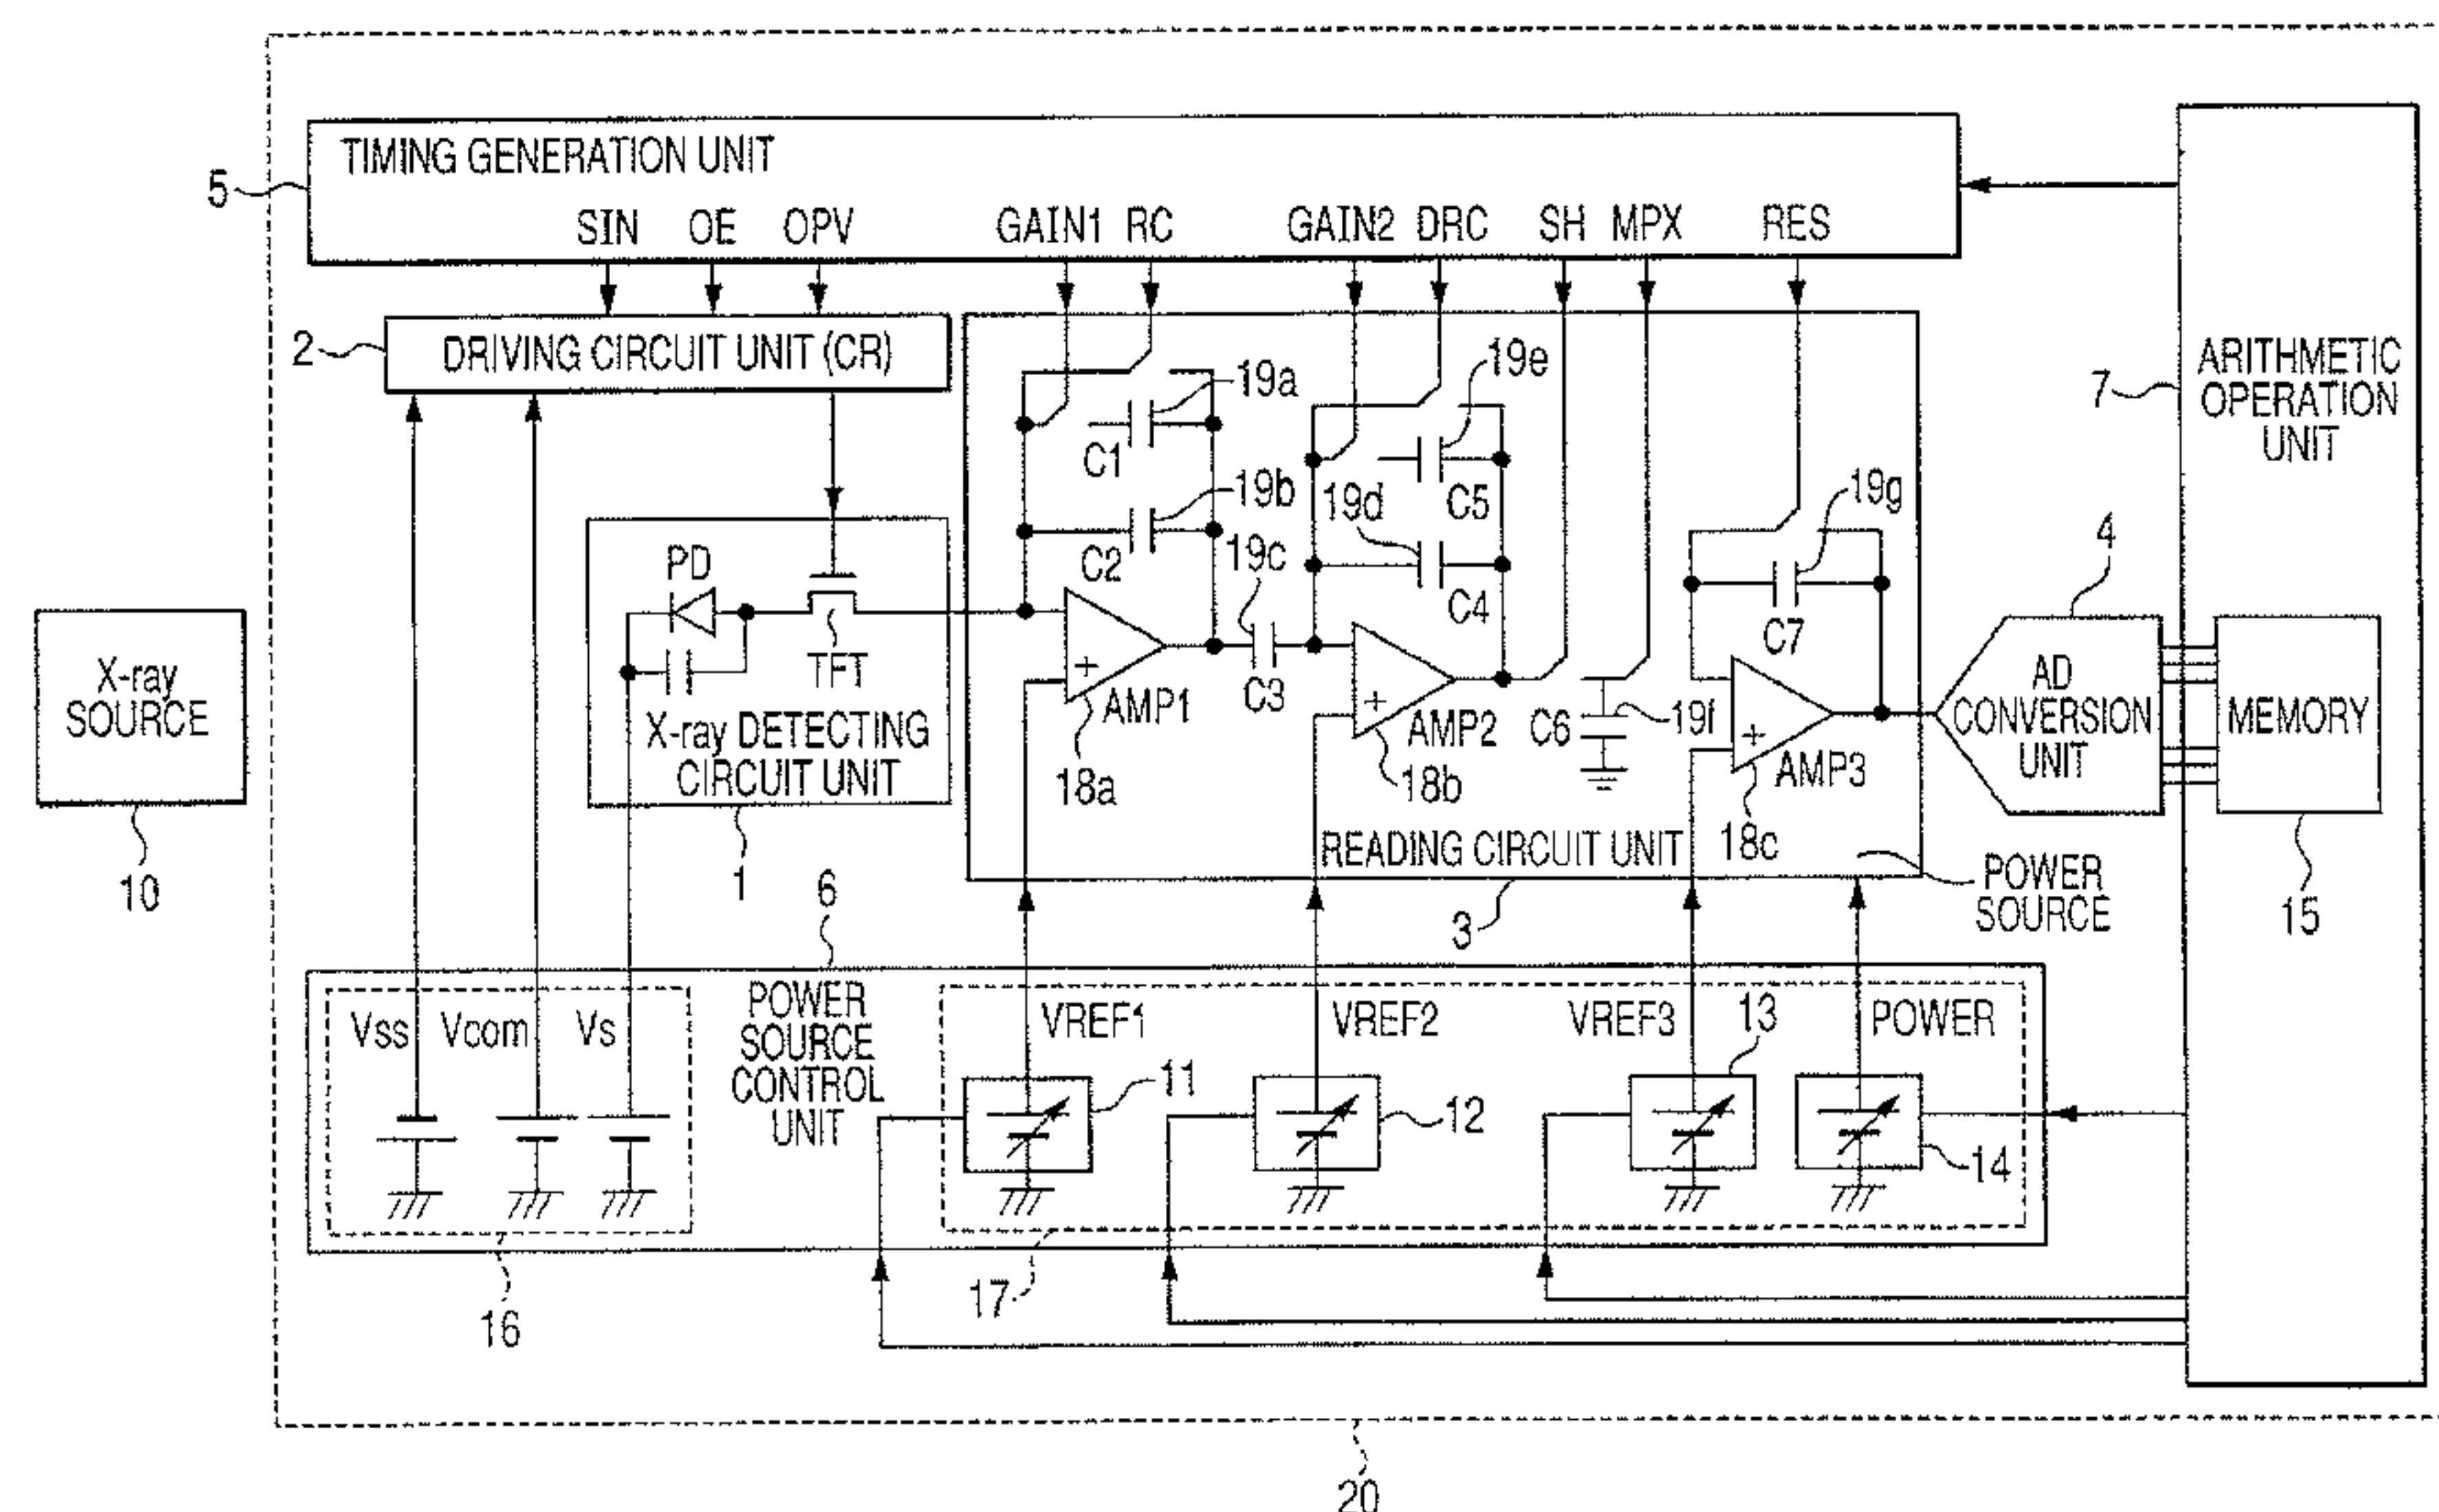 TIMING GENERATION UNIT
5
SIN OE OPV GAIN1 RC GAIN2 DRC SH MPX RES
2
DRIVING CIRCUIT UNIT (CR)
19a
19e
7
ARITHMETIC
OPERATION
UNIT
C1
19b
19d
C5
19g
4
PD
C2
19c
C4
C7
TFT
X-ray
SOURCE
AMP1
C3
AMP2
C6
19f
AD
CONVERSION
UNIT
MEMORY
X-ray DETECTING
CIRCUIT UNIT
18a
18b
AMP3
18c
READING CIRCUIT UNIT
10
1
6
3
POWER
SOURCE
15
POWER
SOURCE
CONTROL
UNIT
Vss Vcom Vs
VREF1 VREF2 VREF3 13 POWER
11
12
14
16
17
20